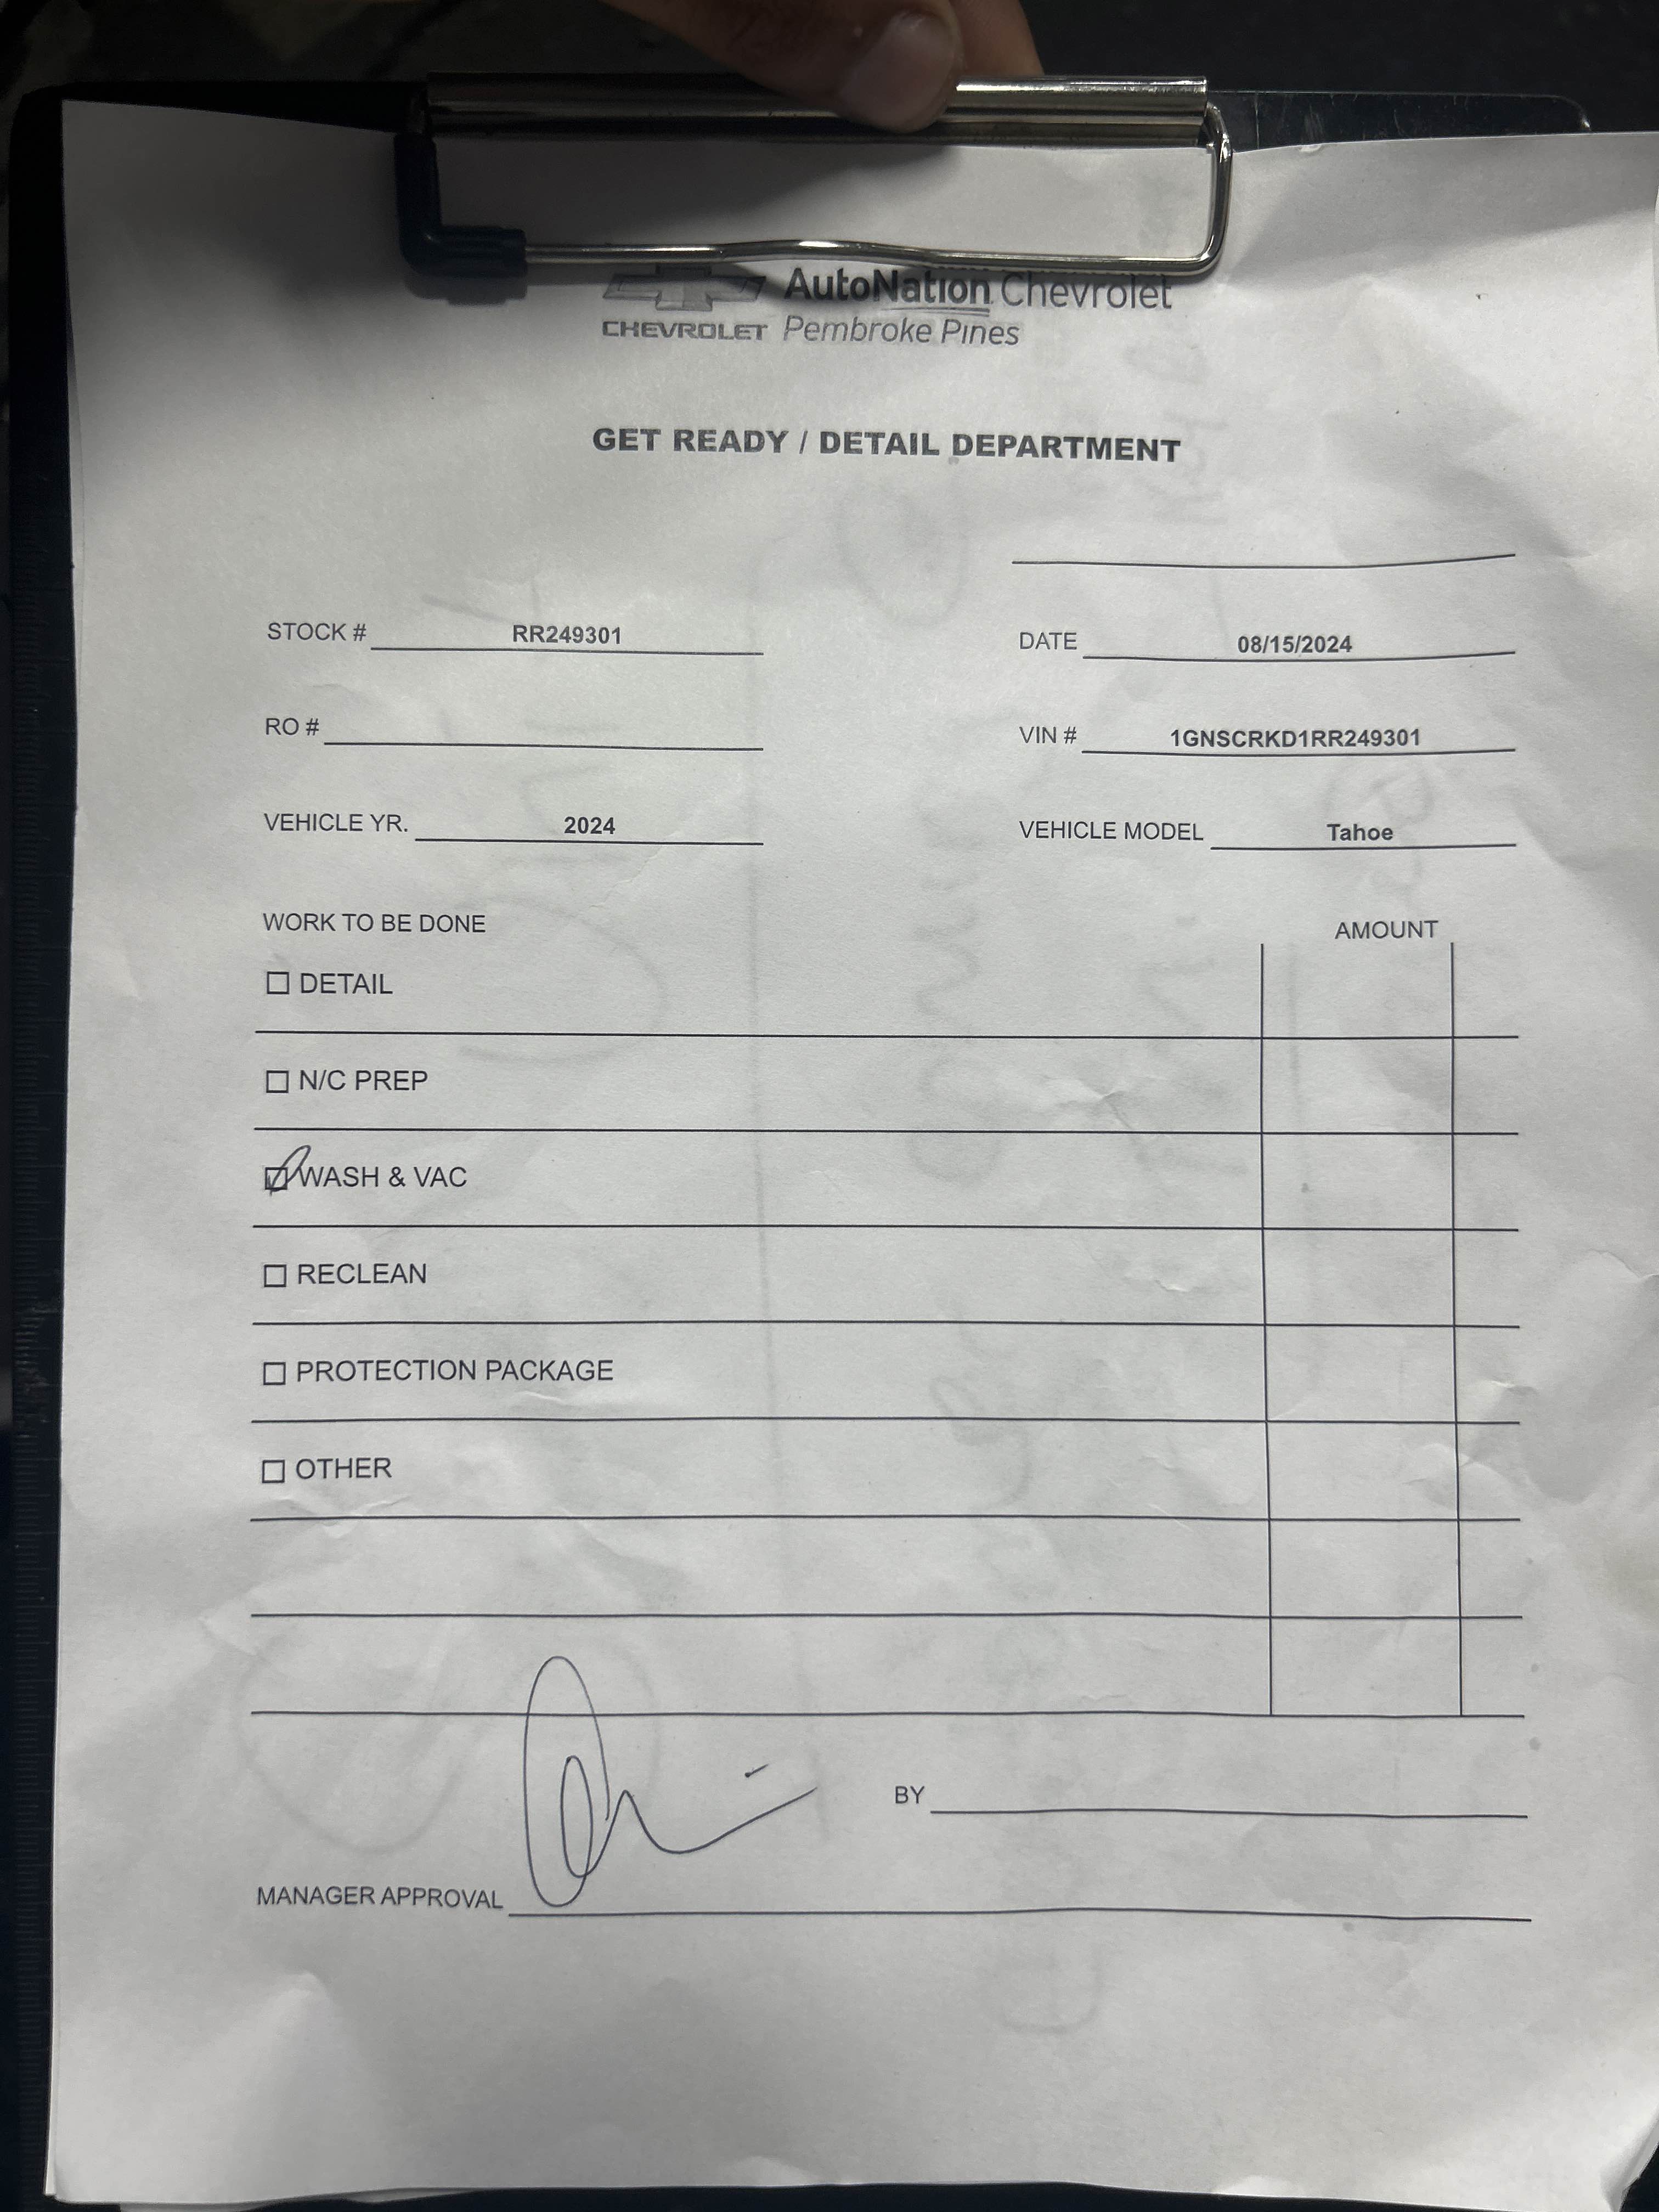 AutoNation Chevrolet
CHEVROLET Pembroke Pines
GET READY / DETAIL DEPARTMENT
STOCK # RR249301
DATE 08/15/2024
RO #
VIN # 1GNSCRKD1RR249301
VEHICLE YR. 2024
VEHICLE MODEL Tahoe
WORK TO BE DONE
AMOUNT
DETAIL
N/C PREP
WASH & VAC
RECLEAN
PROTECTION PACKAGE
OTHER
BY
MANAGER APPROVAL